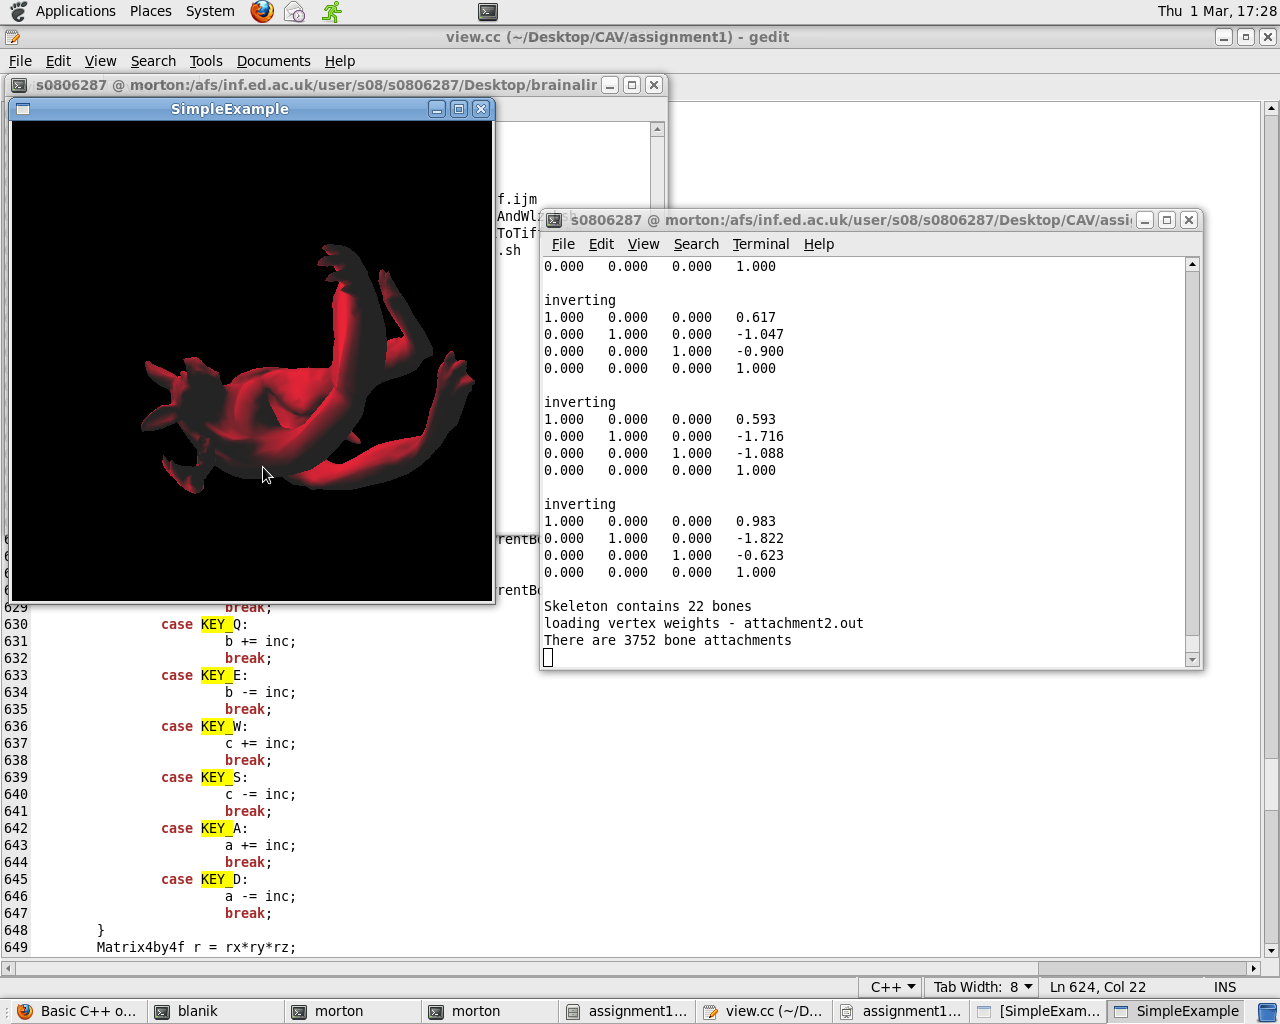 Applications Places System
Thu 1 Mar, 17:28
view.cc (~/Desktop/CAV/assignment1) - gedit
File Edit View Search Tools Documents Help
s0806287 @ morton:/afs/inf.ed.ac.uk/user/s08/s0806287/Desktop/brainalir
SimpleExample
f.ijm
AndWlz
ToTif
.sh
s0806287 @ morton:/afs/inf.ed.ac.uk/user/s08/s0806287/Desktop/CAV/assi
File Edit View Search Terminal Help
0.000 0.000 0.000 1.000
inverting
1.000 0.000 0.000 0.617
0.000 1.000 0.000 -1.047
0.000 0.000 1.000 -0.900
0.000 0.000 0.000 1.000
inverting
1.000 0.000 0.000 0.593
0.000 1.000 0.000 -1.716
0.000 0.000 1.000 -1.088
0.000 0.000 0.000 1.000
inverting
1.000 0.000 0.000 0.983
0.000 1.000 0.000 -1.822
0.000 0.000 1.000 -0.623
0.000 0.000 0.000 1.000
Skeleton contains 22 bones
loading vertex weights - attachment2.out
There are 3752 bone attachments
rentBo
rentBo
629 break;
630 case KEY_Q:
631 b += inc;
632 break;
633 case KEY_E:
634 b -= inc;
635 break;
636 case KEY_W:
637 c += inc;
638 break;
639 case KEY_S:
640 c -= inc;
641 break;
642 case KEY_A:
643 a += inc;
644 break;
645 case KEY_D:
646 a -= inc;
647 break;
648 }
649 Matrix4by4f r = rx*ry*rz;
C++ Tab Width: 8 Ln 624, Col 22 INS
Basic C++ o... blanik morton morton assignment1... view.cc (~/D... assignment1... [SimpleExam... SimpleExample